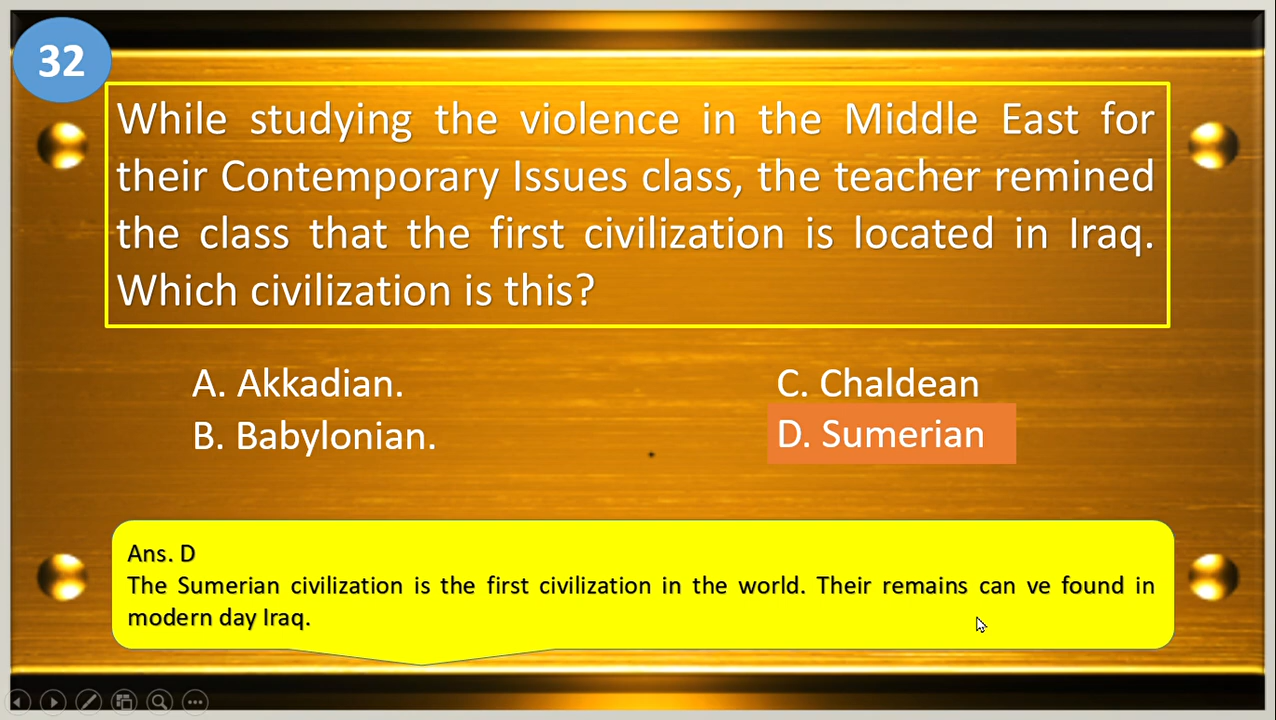 32
While studying the violence in the Middle East for
their Contemporary Issues class, the teacher remined
the class that the first civilization is located in Iraq.
Which civilization is this?
A. Akkadian.
B. Babylonian.
C. Chaldean
D. Sumerian
Ans. D
The Sumerian civilization is the first civilization in the world. Their remains can ve found in
modern day Iraq.